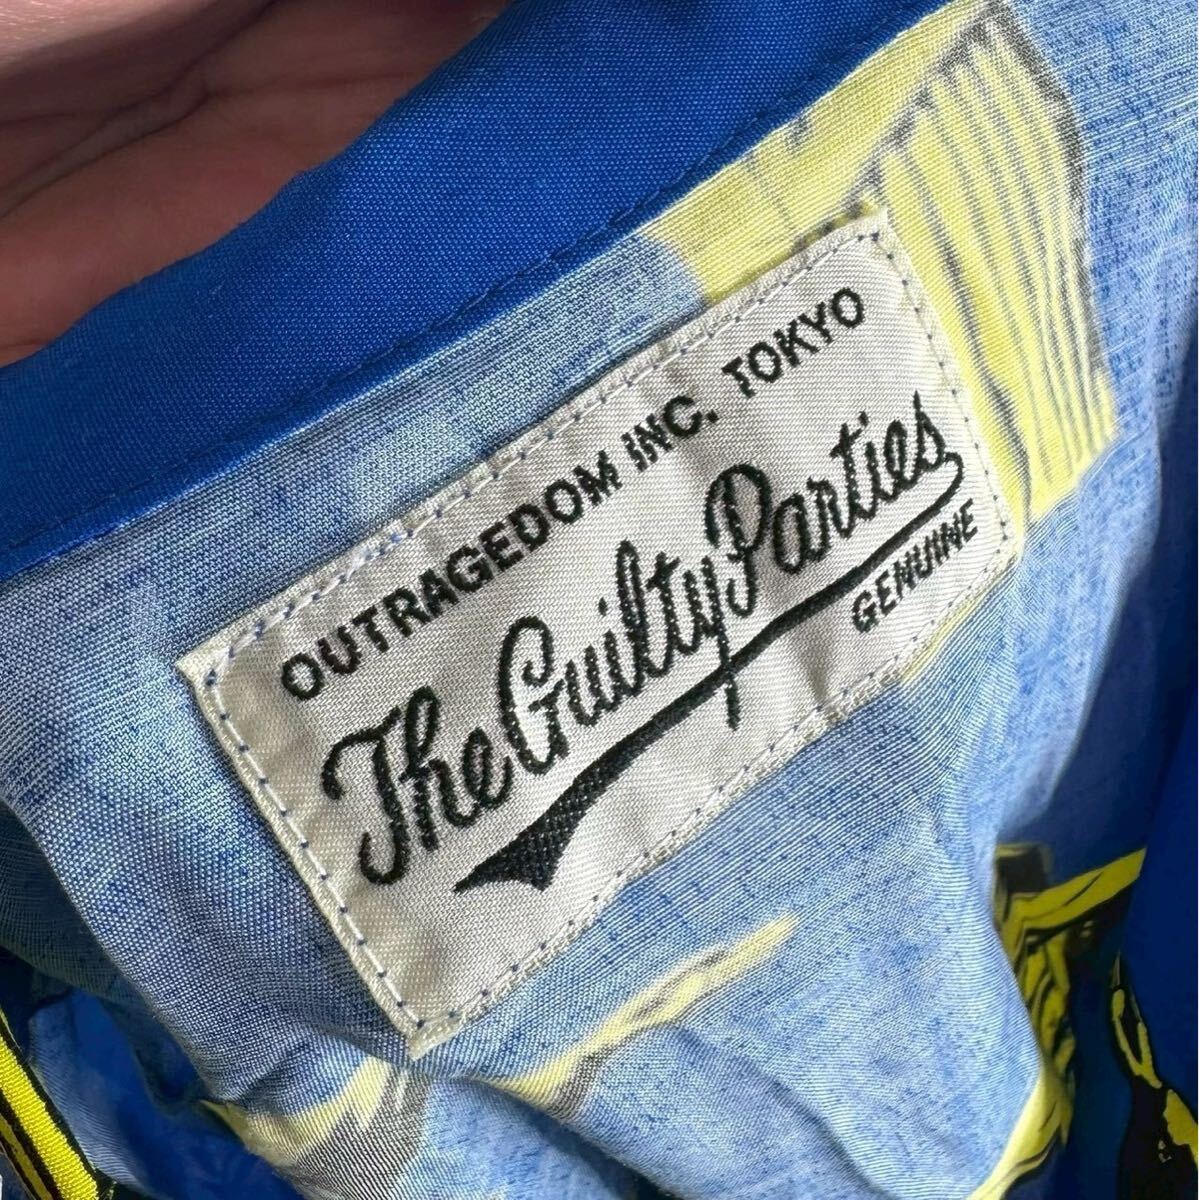 OUTRAGEDOM INC. TOKYO
The Guilty Parties
GENUINE